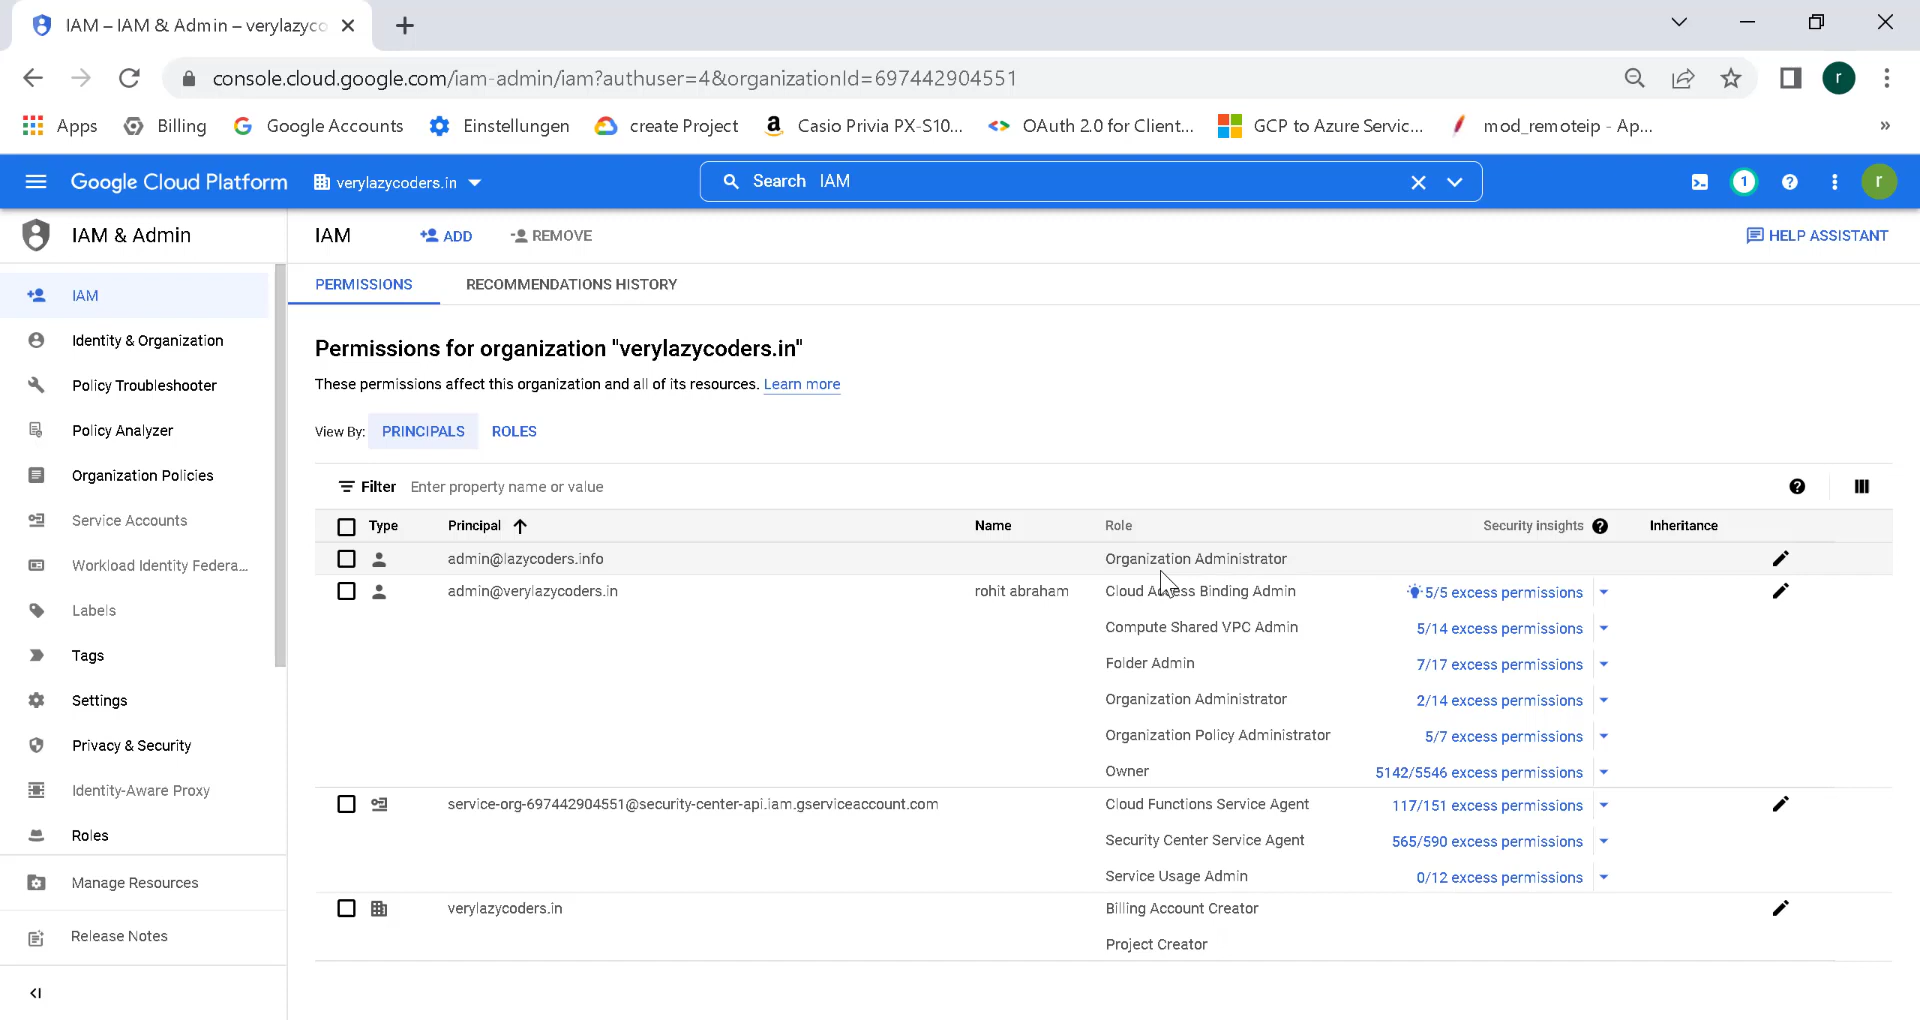 IAM – IAM & Admin – verylazyco
console.cloud.google.com/iam-admin/iam?authuser=4&organizationId=697442904551
r
Apps
Billing
Google Accounts
Einstellungen
create Project
Casio Privia PX-S10...
OAuth 2.0 for Client...
GCP to Azure Servic...
mod_remoteip - Ap...
»
Google Cloud Platform
verylazycoders.in
Search IAM
1
r
IAM & Admin
IAM
ADD
REMOVE
HELP ASSISTANT
PERMISSIONS
RECOMMENDATIONS HISTORY
IAM
Identity & Organization
Policy Troubleshooter
Policy Analyzer
Organization Policies
Service Accounts
Workload Identity Federa...
Labels
Tags
Settings
Privacy & Security
Identity-Aware Proxy
Roles
Manage Resources
Release Notes
Permissions for organization "verylazycoders.in"
These permissions affect this organization and all of its resources. Learn more
View By: PRINCIPALS ROLES
Filter Enter property name or value
Type Principal Name Role Security insights Inheritance
admin@lazycoders.info Organization Administrator
admin@verylazycoders.in rohit abraham Cloud Access Binding Admin 5/5 excess permissions
Compute Shared VPC Admin 5/14 excess permissions
Folder Admin 7/17 excess permissions
Organization Administrator 2/14 excess permissions
Organization Policy Administrator 5/7 excess permissions
Owner 5142/5546 excess permissions
service-org-697442904551@security-center-api.iam.gserviceaccount.com Cloud Functions Service Agent 117/151 excess permissions
Security Center Service Agent 565/590 excess permissions
Service Usage Admin 0/12 excess permissions
verylazycoders.in Billing Account Creator
Project Creator